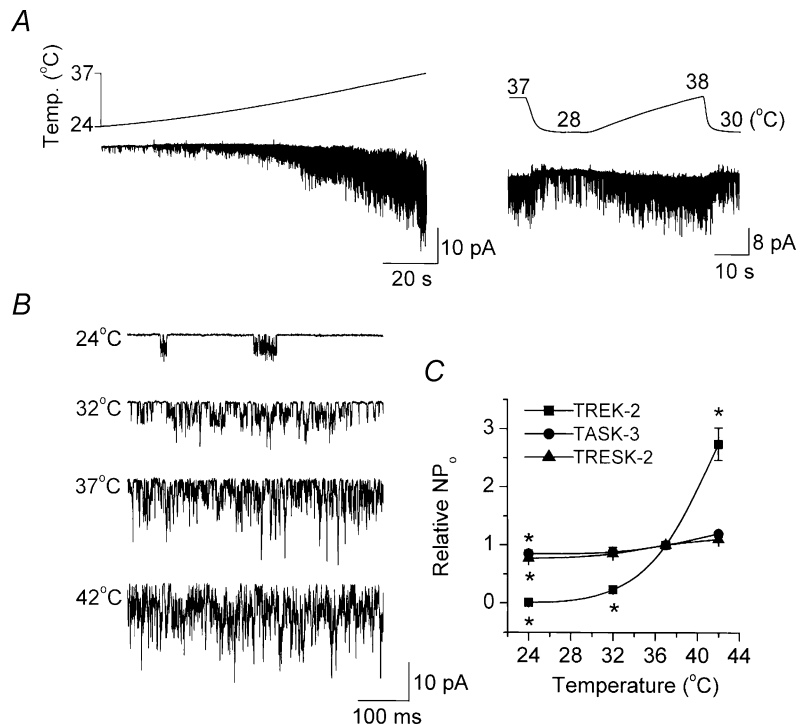 A
Temp. (°C)
37
24
10 pA
20 s
37
28
38
30 (°C)
8 pA
10 s
B
24°C
32°C
37°C
42°C
10 pA
100 ms
C
TREK-2
TASK-3
TRESK-2
*
Relative NPₒ
3
2
1
0
*
*
*
*
24 28 32 36 40 44
Temperature (°C)